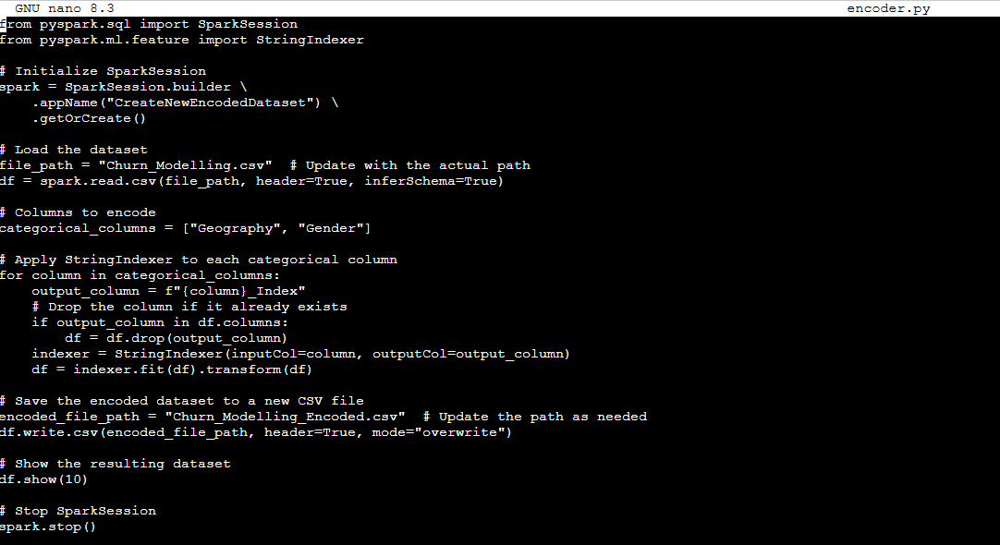 GNU nano 8.3 encoder.py
from pyspark.sql import SparkSession
from pyspark.ml.feature import StringIndexer
# Initialize SparkSession
spark = SparkSession.builder \
    .appName("CreateNewEncodedDataset") \
    .getOrCreate()
# Load the dataset
file_path = "Churn_Modelling.csv"  # Update with the actual path
df = spark.read.csv(file_path, header=True, inferSchema=True)
# Columns to encode
categorical_columns = ["Geography", "Gender"]
# Apply StringIndexer to each categorical column
for column in categorical_columns:
    output_column = f"{column}_Index"
    # Drop the column if it already exists
    if output_column in df.columns:
        df = df.drop(output_column)
    indexer = StringIndexer(inputCol=column, outputCol=output_column)
    df = indexer.fit(df).transform(df)
# Save the encoded dataset to a new CSV file
encoded_file_path = "Churn_Modelling_Encoded.csv"  # Update the path as needed
df.write.csv(encoded_file_path, header=True, mode="overwrite")
# Show the resulting dataset
df.show(10)
# Stop SparkSession
spark.stop()